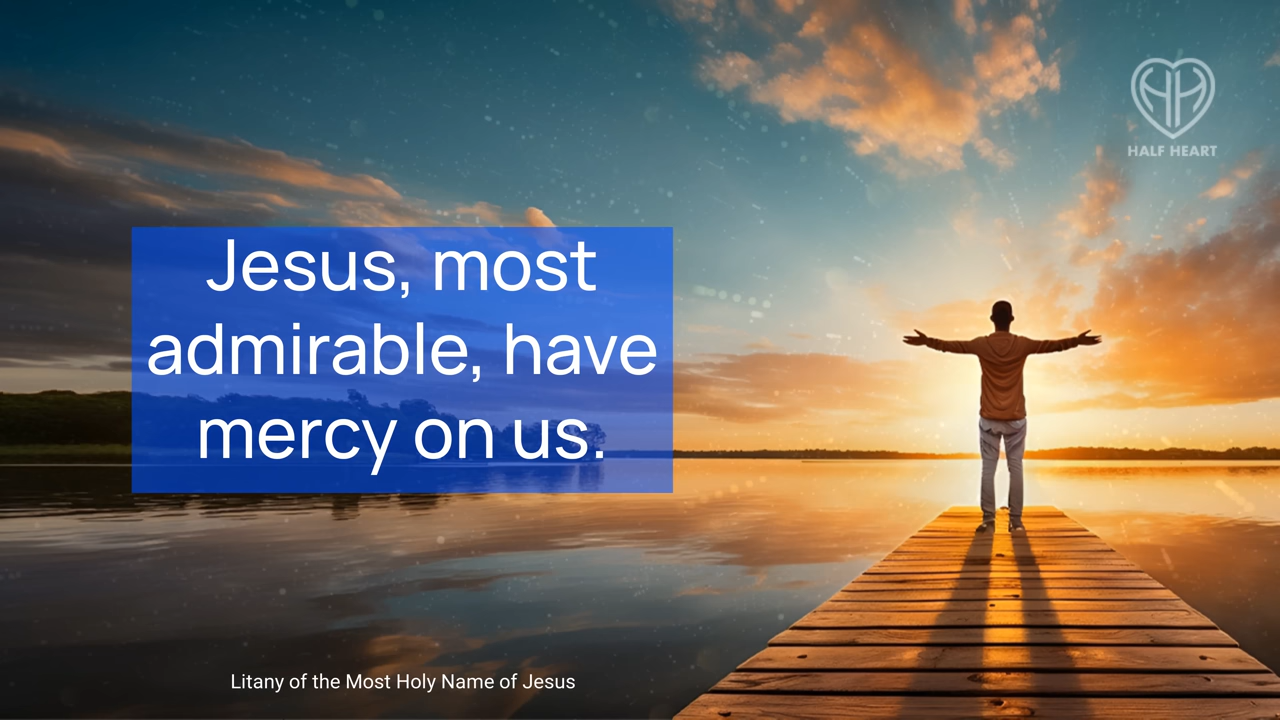 HALF HEART
Jesus, most
admirable, have
mercy on us.
Litany of the Most Holy Name of Jesus